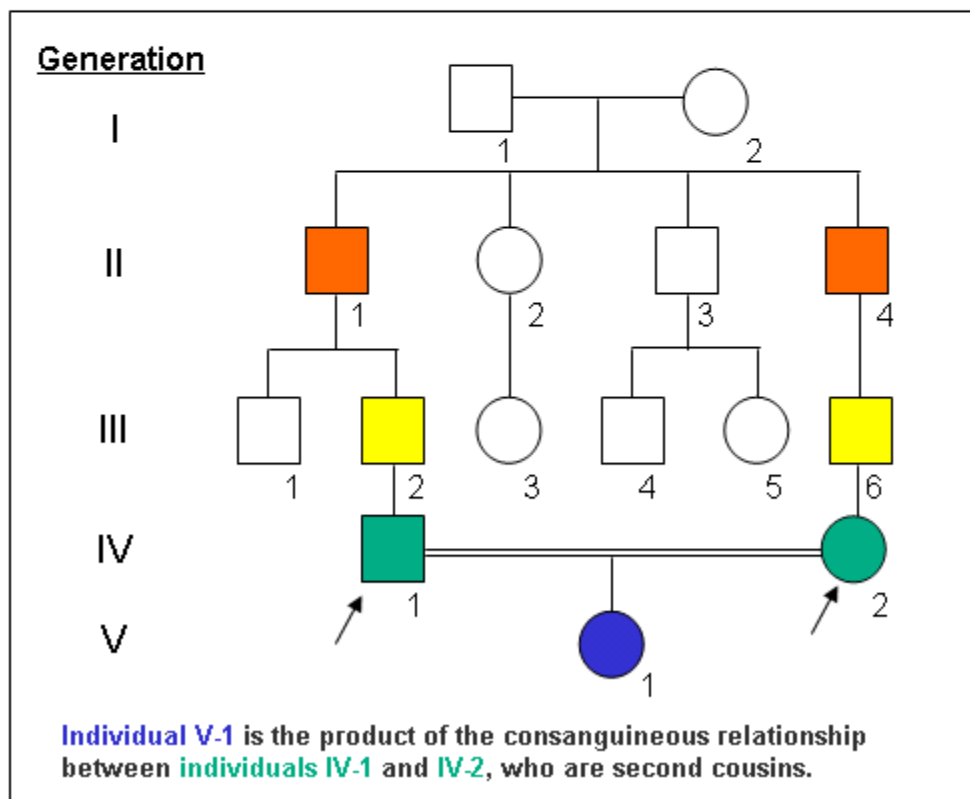 Generation
I
1 2
II
1 2 3 4
III
1 2 3 4 5 6
IV
1 2
V
1
Individual V-1 is the product of the consanguineous relationship
between individuals IV-1 and IV-2, who are second cousins.